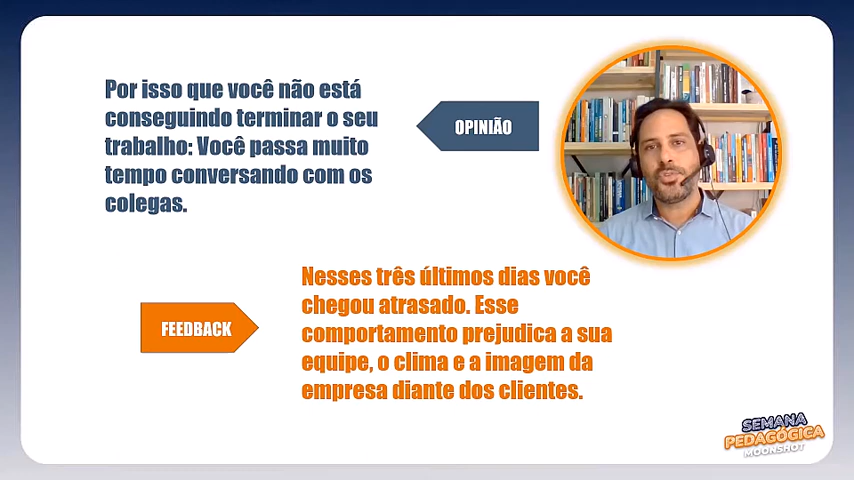 Por isso que você não está
conseguindo terminar o seu
trabalho: Você passa muito
tempo conversando com os
colegas.
OPINIÃO
FEEDBACK
Nesses três últimos dias você
chegou atrasado. Esse
comportamento prejudica a sua
equipe, o clima e a imagem da
empresa diante dos clientes.
SEMANA
PEDAGÓGICA
MOONSHOT